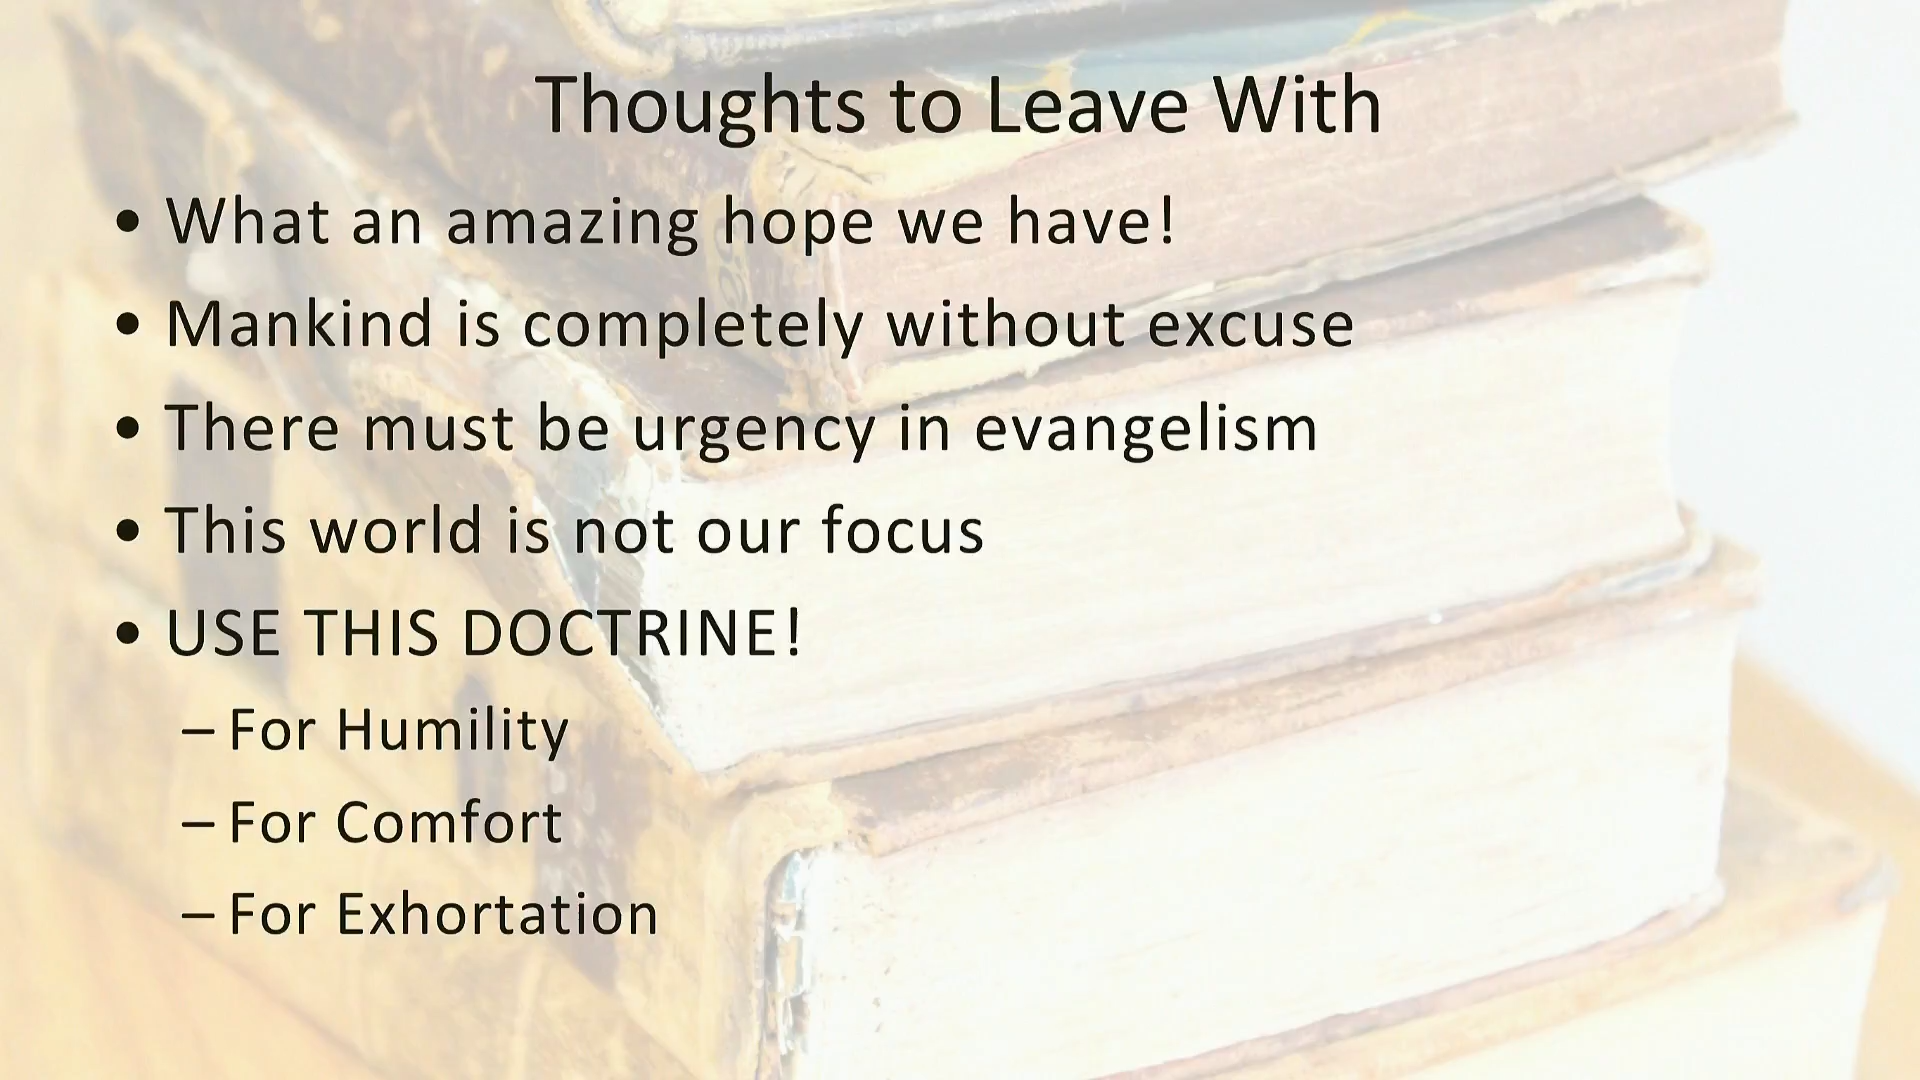 Thoughts to Leave With
• What an amazing hope we have!
• Mankind is completely without excuse
• There must be urgency in evangelism
• This world is not our focus
• USE THIS DOCTRINE!
– For Humility
– For Comfort
– For Exhortation